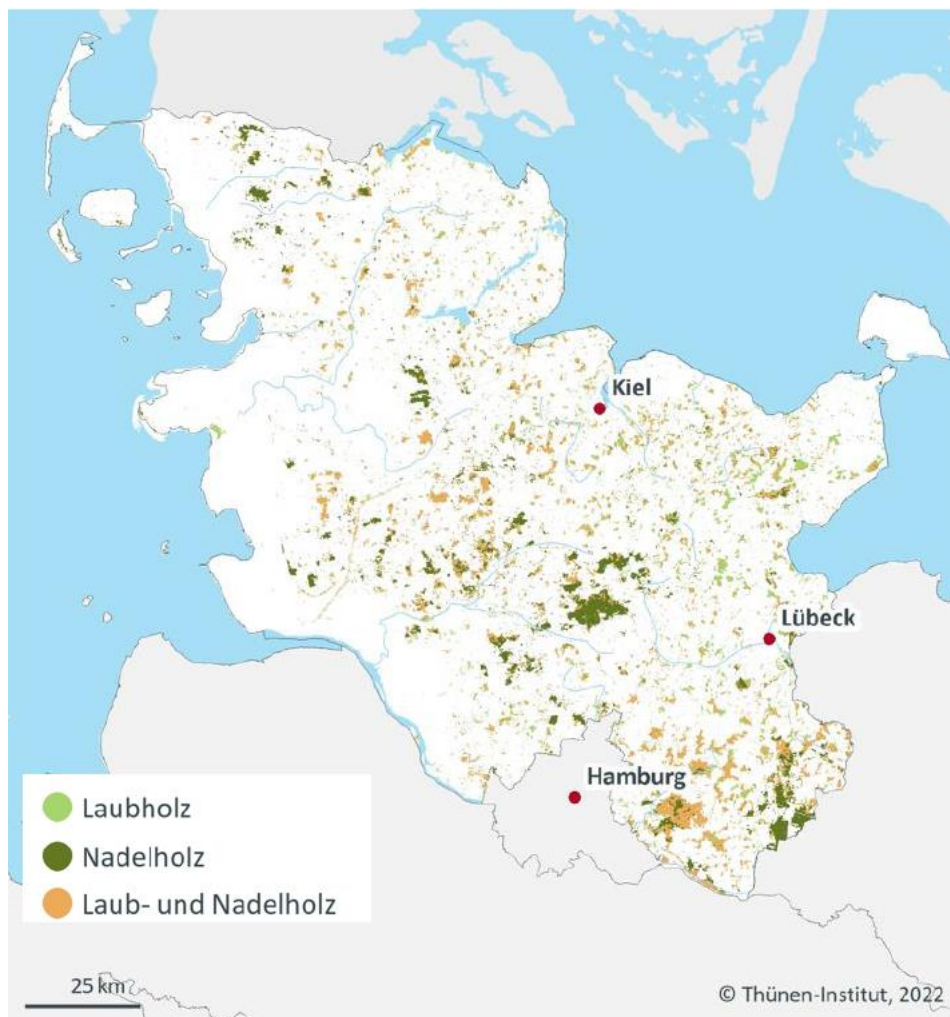 Kiel
Lübeck
Hamburg
Laubholz
Nadelholz
Laub- und Nadelholz
25 km
© Thünen-Institut, 2022